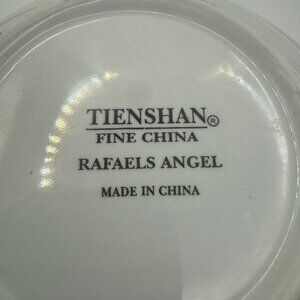 TIENSHAN®
FINE CHINA
RAFAELS ANGEL
MADE IN CHINA